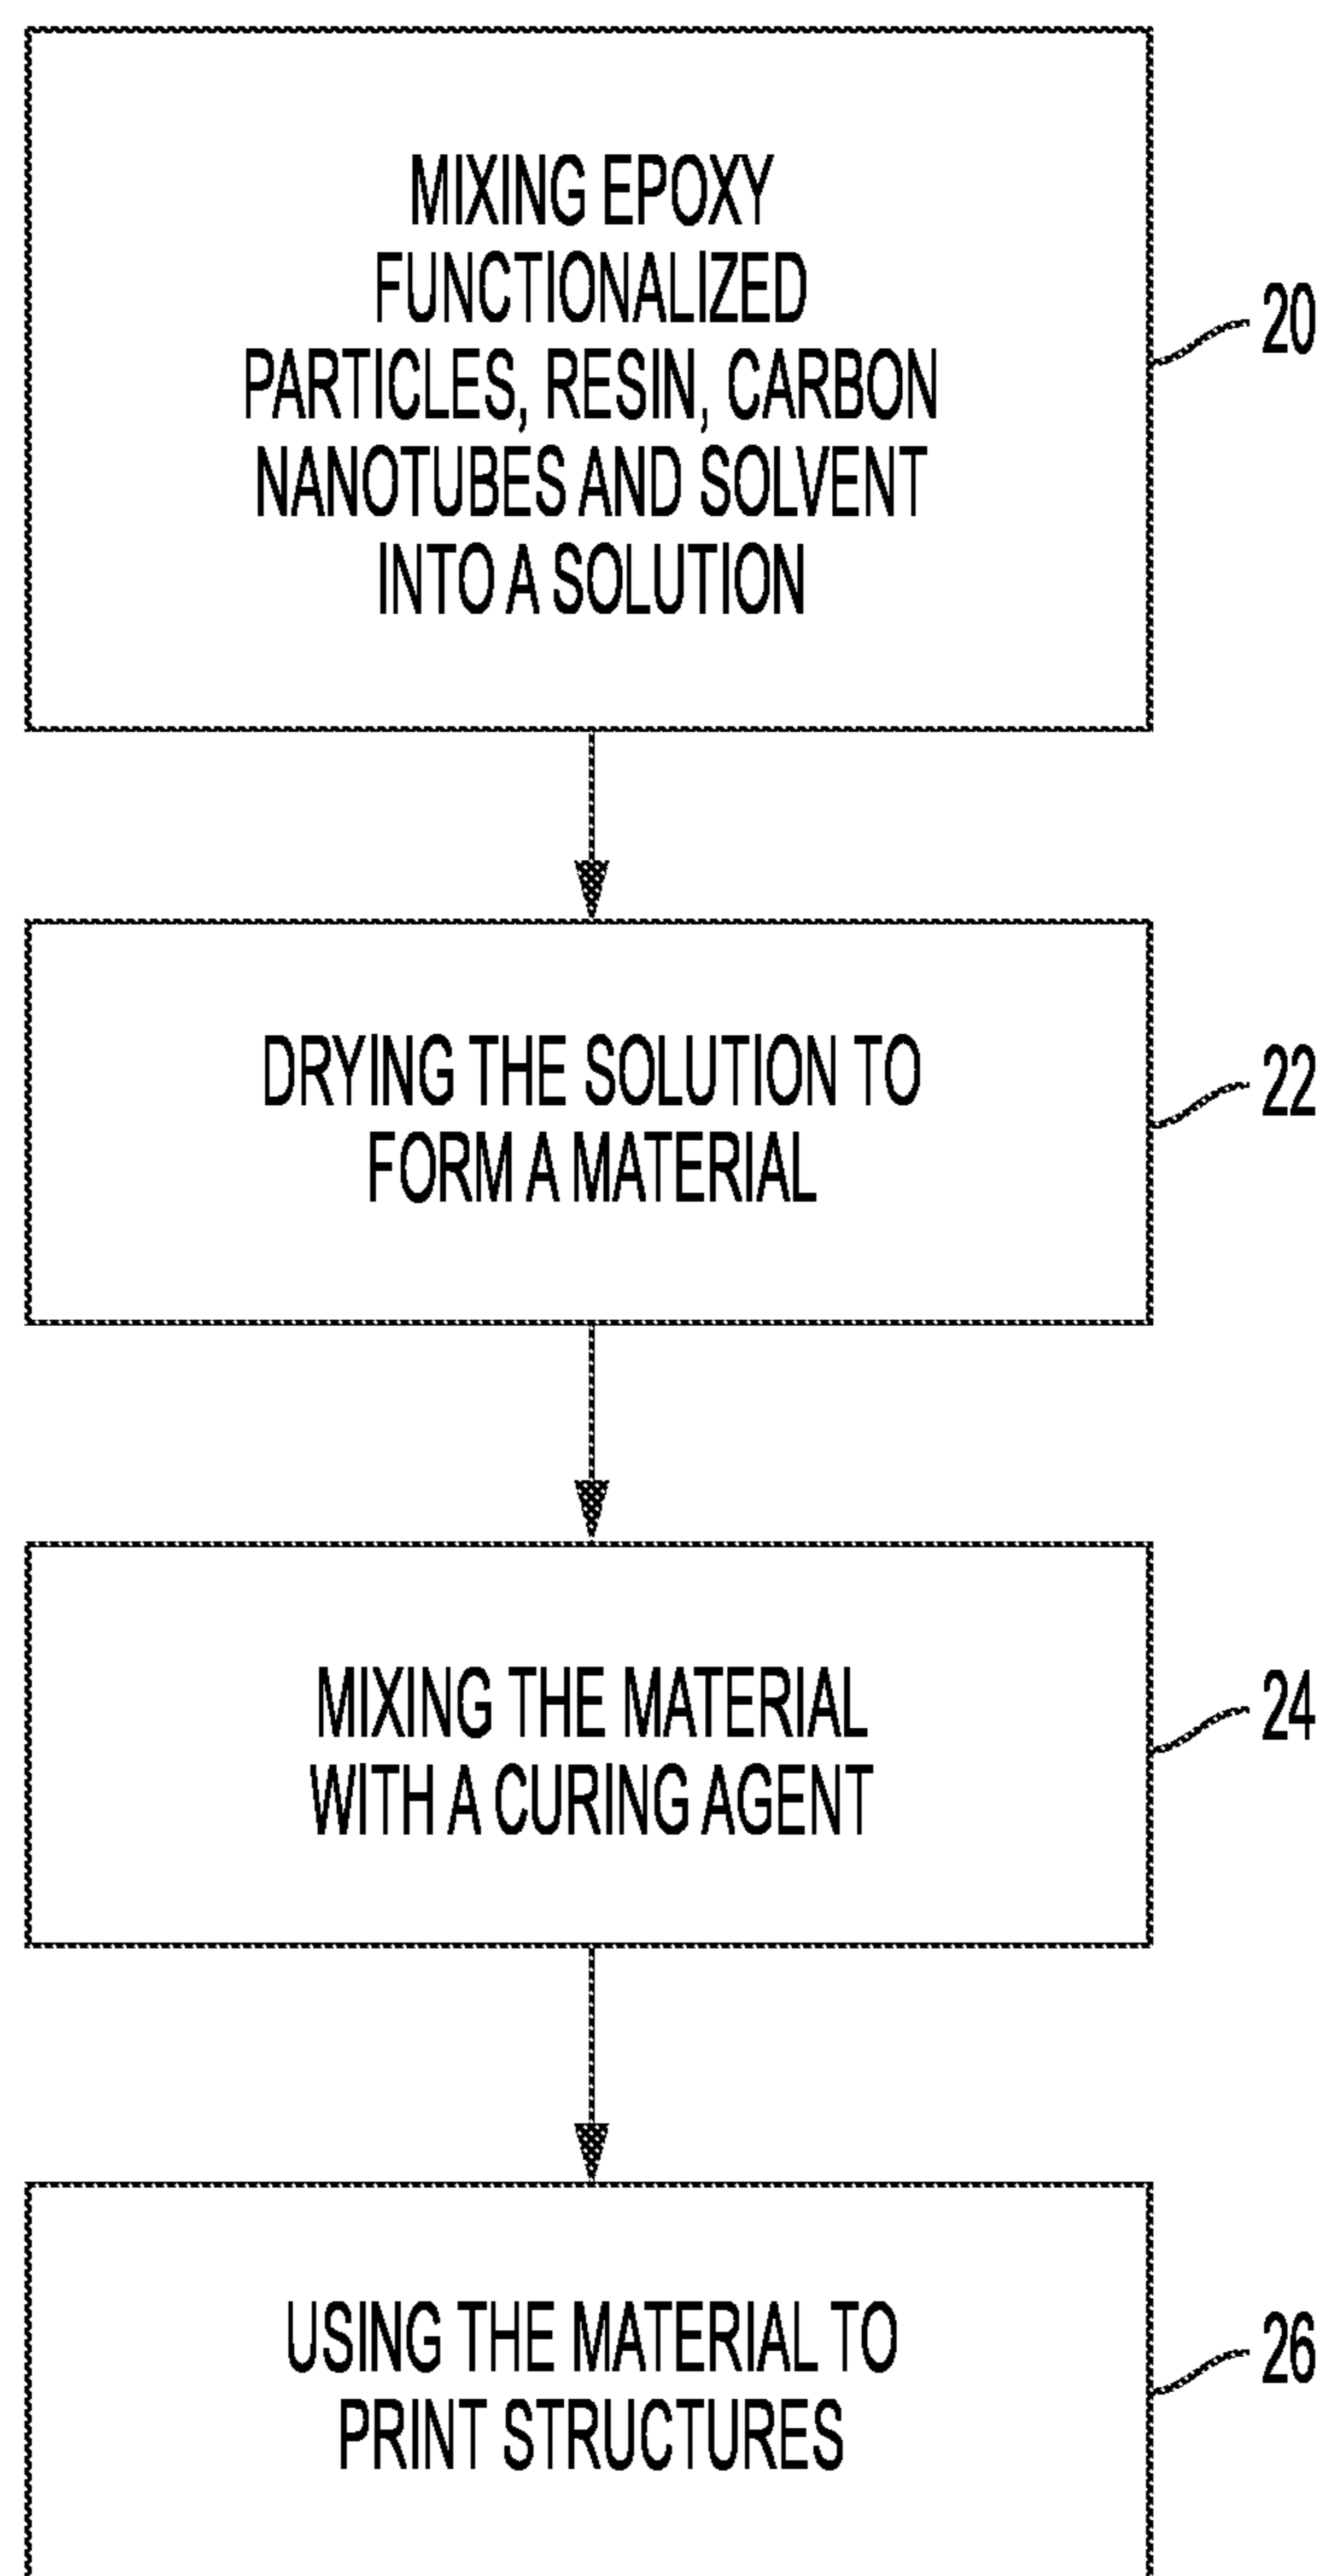 MIXING EPOXY
FUNCTIONALIZED
PARTICLES, RESIN, CARBON
NANOTUBES AND SOLVENT
INTO A SOLUTION
20
DRYING THE SOLUTION TO
FORM A MATERIAL
22
MIXING THE MATERIAL
WITH A CURING AGENT
24
USING THE MATERIAL TO
PRINT STRUCTURES
26